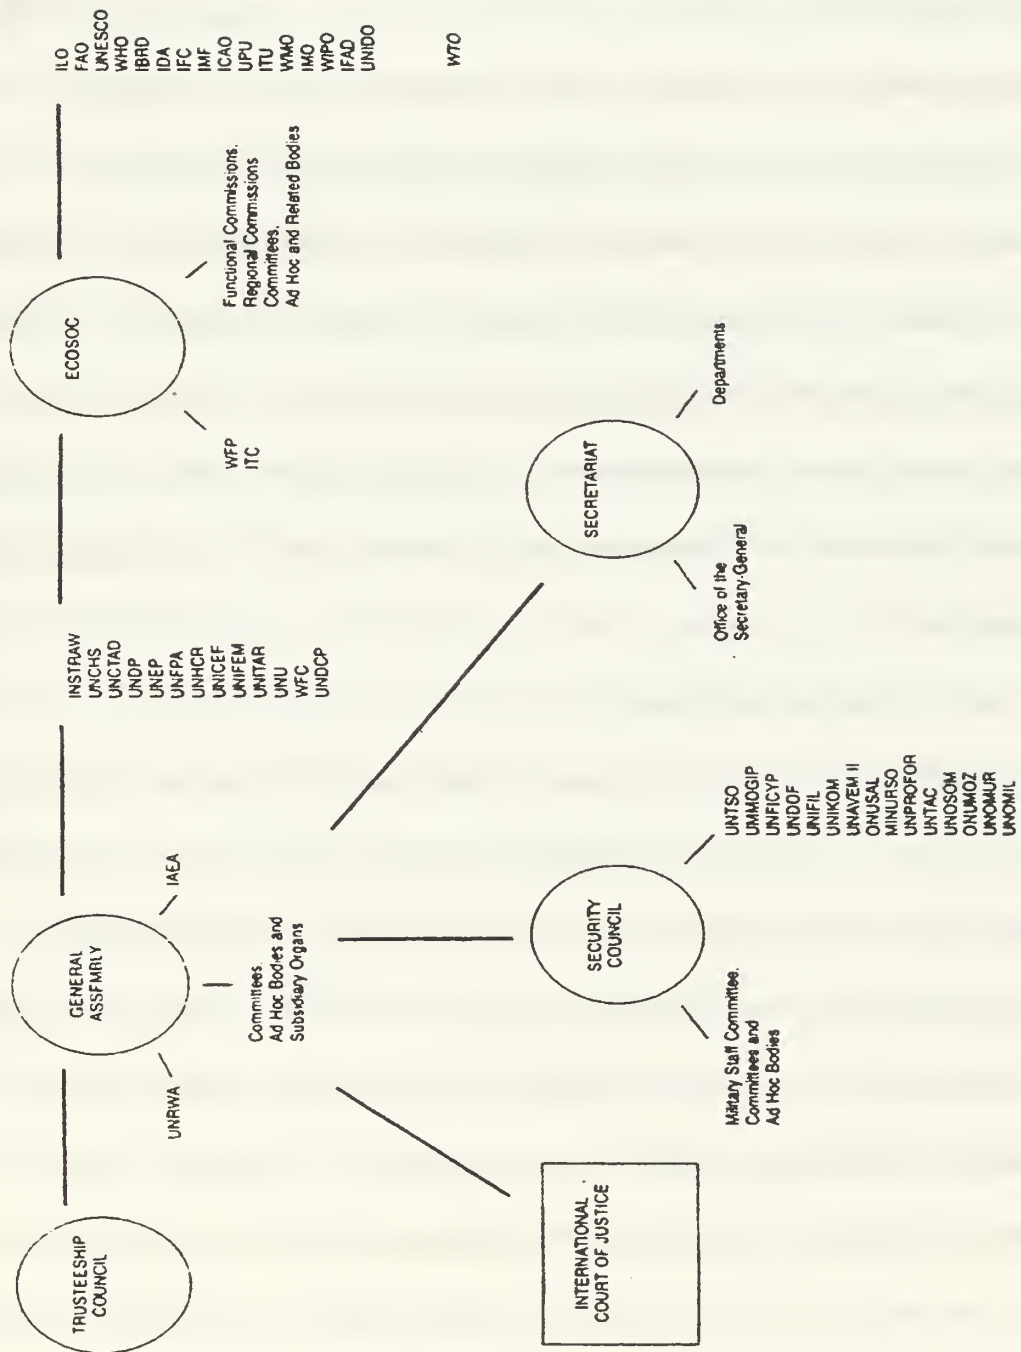 TRUSTEESHIP
COUNCIL
GENERAL
ASSFMBLY
UNRWA
IAEA
Committees.
Ad Hoc Bodies and
Subsidiary Organs
INSTRAW
UNCHS
UNCTAD
UNDP
UNEP
UNFPA
UNHCR
UNICEF
UNIFEM
UNITAR
UNU
WFC
UNDCP
ECOSOC
WFP
ITC
Functional Commissions.
Regional Commissions
Committees.
Ad Hoc and Related Bodies
ILO
FAO
UNESCO
WHO
IBRD
IDA
IFC
IMF
ICAO
UPU
ITU
WMO
IMO
WIPO
IFAD
UNIDO
WTO
INTERNATIONAL
COURT OF JUSTICE
SECURITY
COUNCIL
Military Staff Committee.
Committees and
Ad Hoc Bodies
UNTSO
UMMOGIP
UNFICYP
UNDOF
UNIFIL
UNIKOM
UNAVEM II
ONUSAL
MINURSO
UNPROFOR
UNTAC
UNOSOM
ONUMOZ
UNOMUR
UNOMIL
SECRETARIAT
Office of the
Secretary-General
Departments